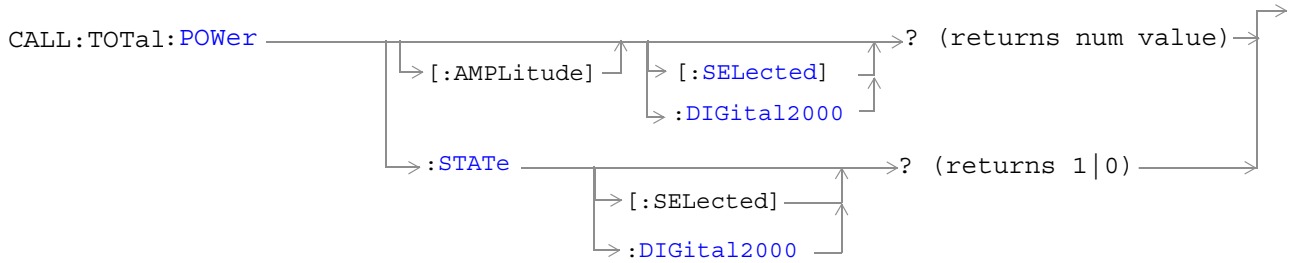 CALL:TOTal:POWer ? (returns num value)
[:AMPLitude] [:SELected]
:DIGital2000
:STATe ? (returns 1|0)
[:SELected]
:DIGital2000